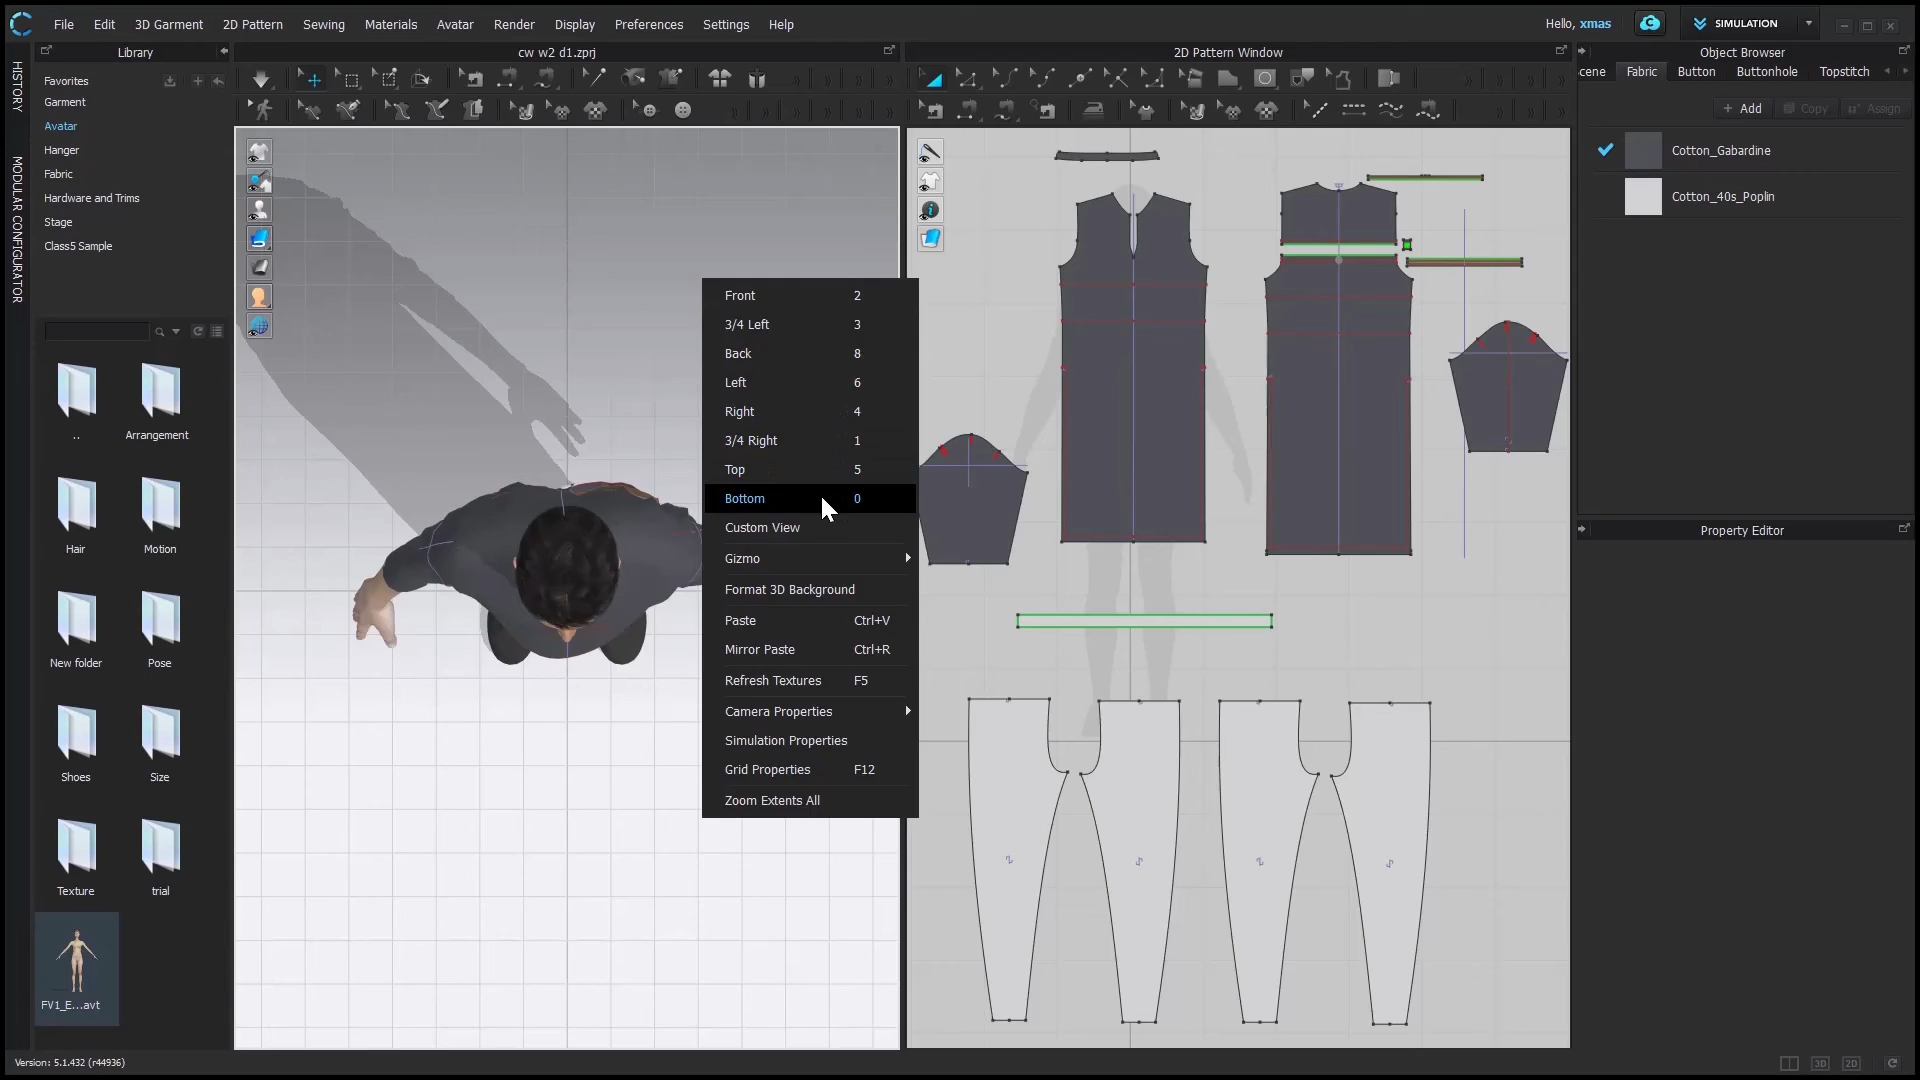 File Edit 3D Garment 2D Pattern Sewing Materials Avatar Render Display Preferences Settings Help
Hello, xmas
SIMULATION
Library
cw w2 d1.zprj
2D Pattern Window
Object Browser
HISTORY
MODULAR CONFIGURATOR
Favorites
Garment
Avatar
Hanger
Fabric
Hardware and Trims
Stage
Class5 Sample
cene Fabric Button Buttonhole Topstitch
Add Copy Assign
Cotton_Gabardine
Cotton_40s_Poplin
Property Editor
Front 2
3/4 Left 3
Back 8
Left 6
Right 4
3/4 Right 1
Top 5
Bottom 0
Custom View
Gizmo
Format 3D Background
Paste Ctrl+V
Mirror Paste Ctrl+R
Refresh Textures F5
Camera Properties
Simulation Properties
Grid Properties F12
Zoom Extents All
.. Arrangement
Hair Motion
New folder Pose
Shoes Size
Texture trial
FV1_E...avt
Version: 5.1.432 (r44936)
3D 2D